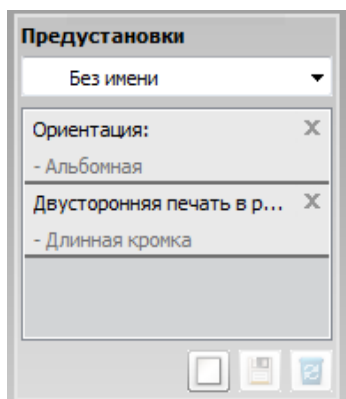 Предустановки
Без имени
Ориентация:
- Альбомная
Двусторонняя печать в р...
- Длинная кромка